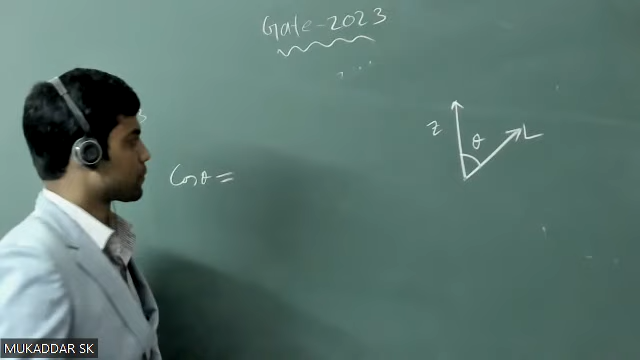 Gate-2023
Z
θ
L
Cosθ =
MUKADDAR SK